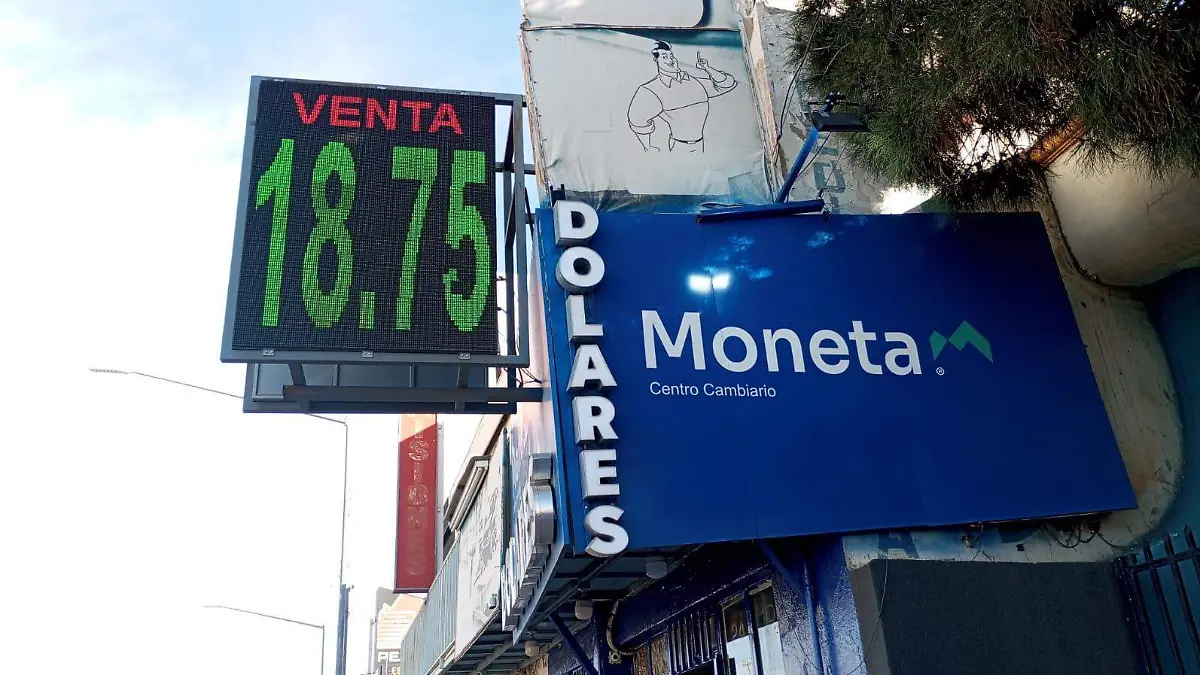 VENTA
18.75
DOLARES
Moneta
®
Centro Cambiario